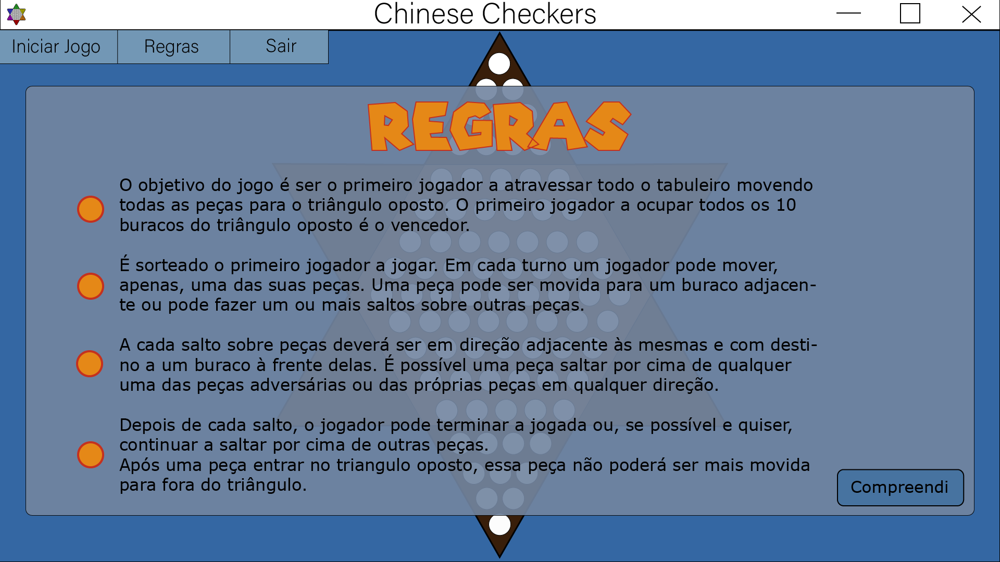 Chinese Checkers
Iniciar Jogo
Regras
Sair
REGRAS
O objetivo do jogo é ser o primeiro jogador a atravessar todo o tabuleiro movendo
todas as peças para o triângulo oposto. O primeiro jogador a ocupar todos os 10
buracos do triângulo oposto é o vencedor.
É sorteado o primeiro jogador a jogar. Em cada turno um jogador pode mover,
apenas, uma das suas peças. Uma peça pode ser movida para um buraco adjacen-
te ou pode fazer um ou mais saltos sobre outras peças.
A cada salto sobre peças deverá ser em direção adjacente às mesmas e com desti-
no a um buraco à frente delas. É possível uma peça saltar por cima de qualquer
uma das peças adversárias ou das próprias peças em qualquer direção.
Depois de cada salto, o jogador pode terminar a jogada ou, se possível e quiser,
continuar a saltar por cima de outras peças.
Após uma peça entrar no triangulo oposto, essa peça não poderá ser mais movida
para fora do triângulo.
Compreendi